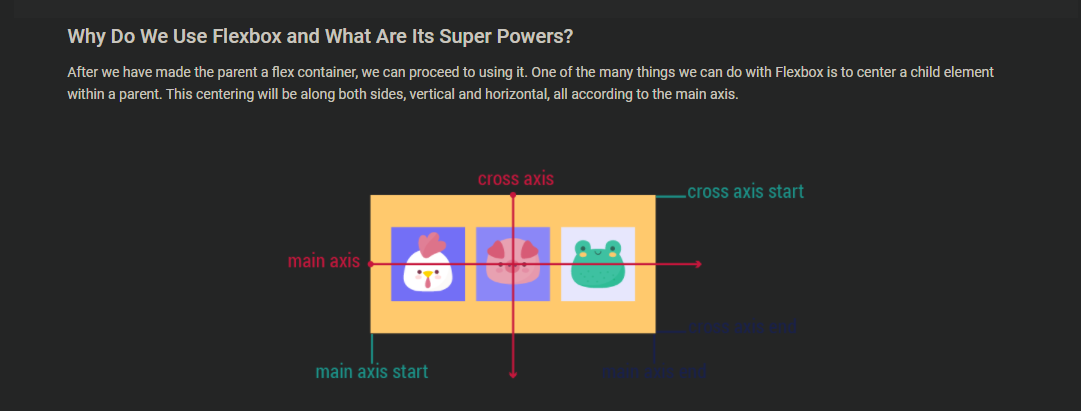 Why Do We Use Flexbox and What Are Its Super Powers?
After we have made the parent a flex container, we can proceed to using it. One of the many things we can do with Flexbox is to center a child element
within a parent. This centering will be along both sides, vertical and horizontal, all according to the main axis.
cross axis
cross axis start
main axis
cross axis end
main axis start
main axis end